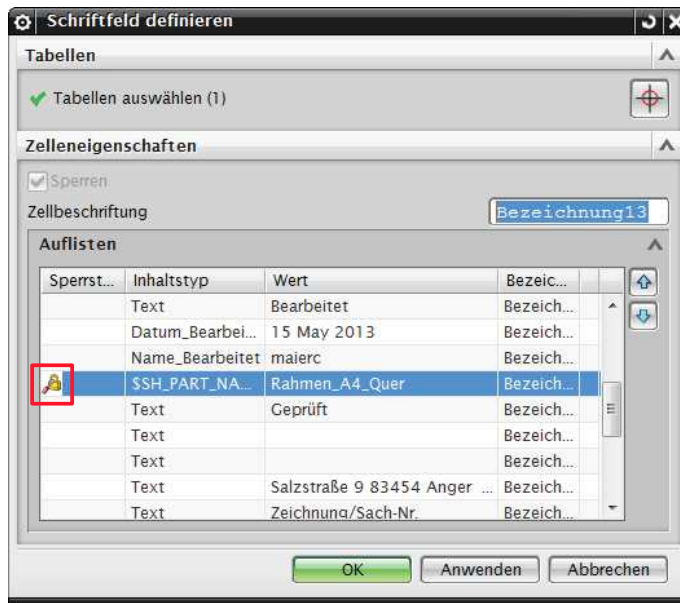 Schriftfeld definieren
Tabellen
Tabellen auswählen (1)
Zelleneigenschaften
Sperren
Zellbeschriftung Bezeichnung13
Auflisten
Sperrst... Inhaltstyp Wert Bezeic...
Text Bearbeitet Bezeich...
Datum_Bearbei... 15 May 2013 Bezeich...
Name_Bearbeitet maierc Bezeich...
$SH_PART_NA... Rahmen_A4_Quer Bezeich...
Text Geprüft Bezeich...
Text Bezeich...
Text Bezeich...
Text Salzstraße 9 83454 Anger ... Bezeich...
Text Zeichnung/Sach-Nr. Bezeich...
OK Anwenden Abbrechen